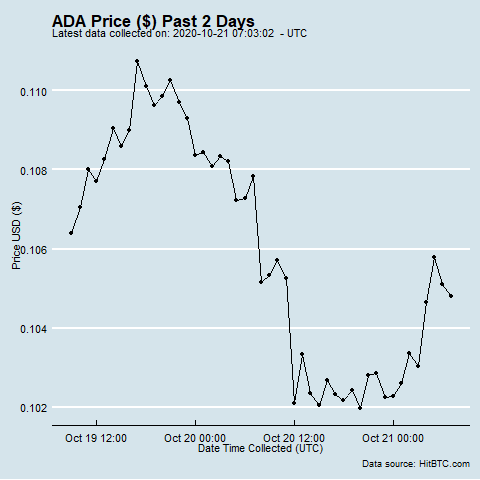 ADA Price ($) Past 2 Days
Latest data collected on: 2020-10-21 07:03:02 - UTC
0.110
0.108
0.106
0.104
0.102
Price USD ($)
Oct 19 12:00 Oct 20 00:00 Oct 20 12:00 Oct 21 00:00
Date Time Collected (UTC)
Data source: HitBTC.com